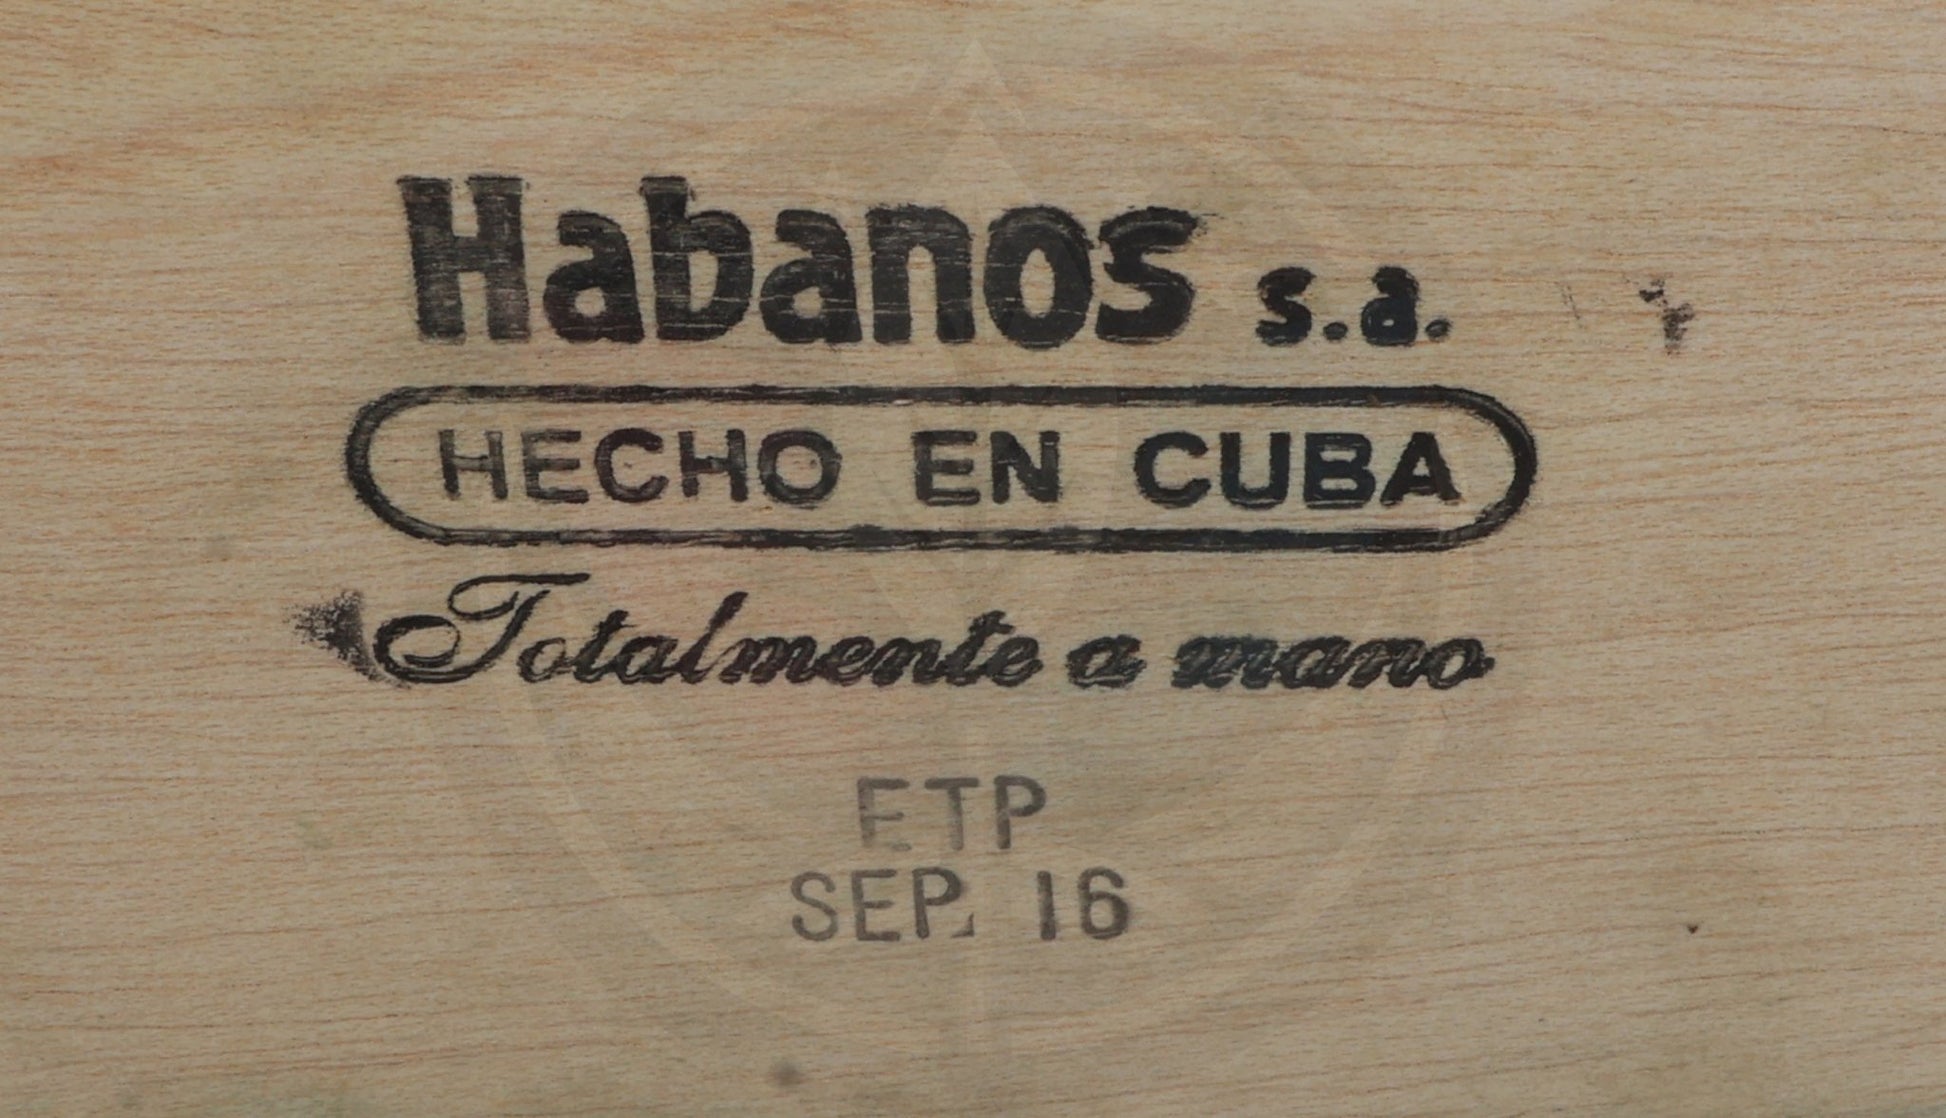 Habanos s.a.
HECHO EN CUBA
Totalmente a mano
ETP
SEP. 16